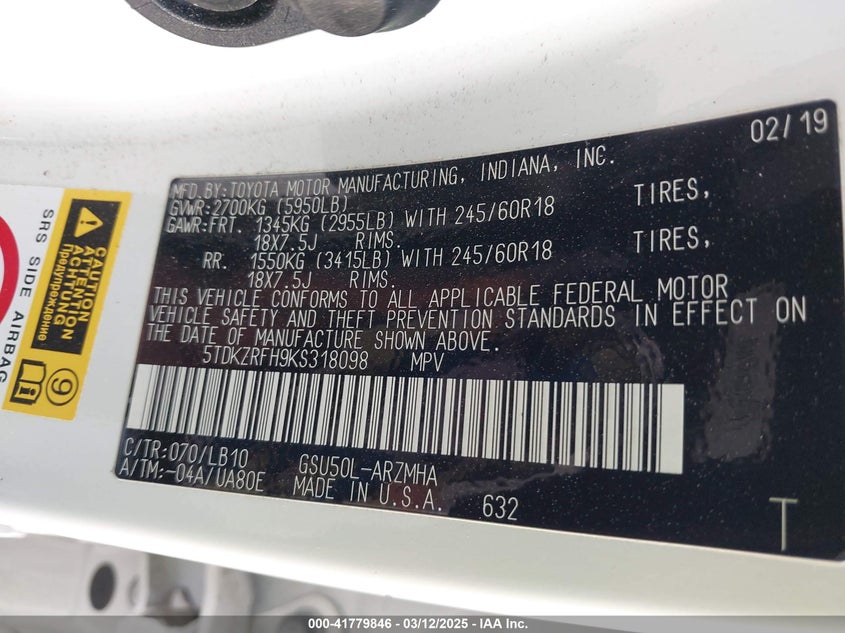 02/19
MFD.BY:TOYOTA MOTOR MANUFACTURING, INDIANA, INC.
GVWR:2700KG (5950LB)
GAWR:FRT. 1345KG (2955LB) WITH 245/60R18 TIRES,
18X7.5J RIMS.
RR. 1550KG (3415LB) WITH 245/60R18 TIRES,
18X7.5J RIMS.
THIS VEHICLE CONFORMS TO ALL APPLICABLE FEDERAL MOTOR
VEHICLE SAFETY AND THEFT PREVENTION STANDARDS IN EFFECT ON
THE DATE OF MANUFACTURE SHOWN ABOVE.
5TDKZRFH9KS318098 MPV
C/TR:070/LB10 GSU50L-ARZMHA
A/TM:-04A/UA80E MADE IN U.S.A. 632
T
SRS SIDE AIRBAG
CAUTION
ATTENTION
ACHTUNG
Предупреждение
9
000-41779846 - 03/12/2025 - IAA Inc.